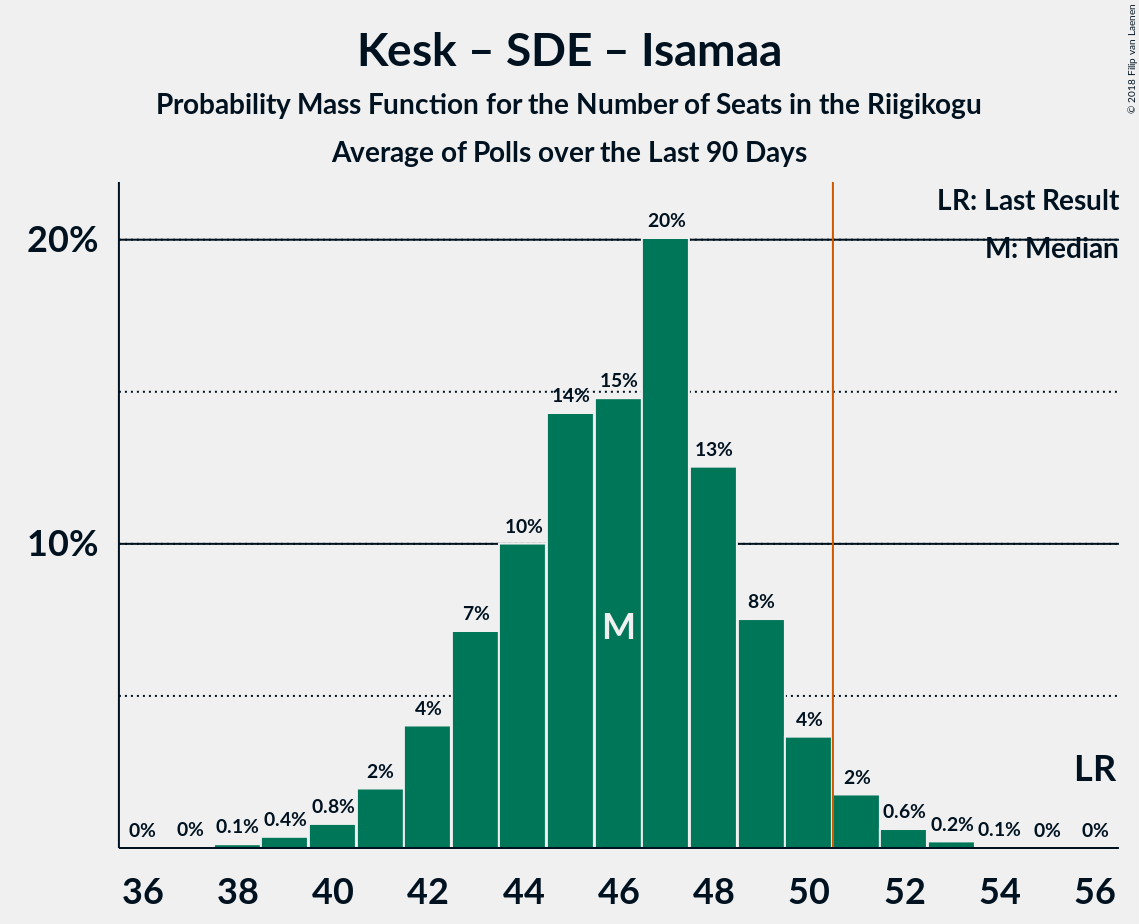 Kesk – SDE – Isamaa
Probability Mass Function for the Number of Seats in the Riigikogu
Average of Polls over the Last 90 Days
© 2018 Filip van Laenen
LR: Last Result
M: Median
20%
10%
0% 0% 0.1% 0.4% 0.8% 2% 4% 7% 10% 14% 15% 20% 13% 8% 4% 2% 0.6% 0.2% 0.1% 0% 0%
M
LR
36 38 40 42 44 46 48 50 52 54 56